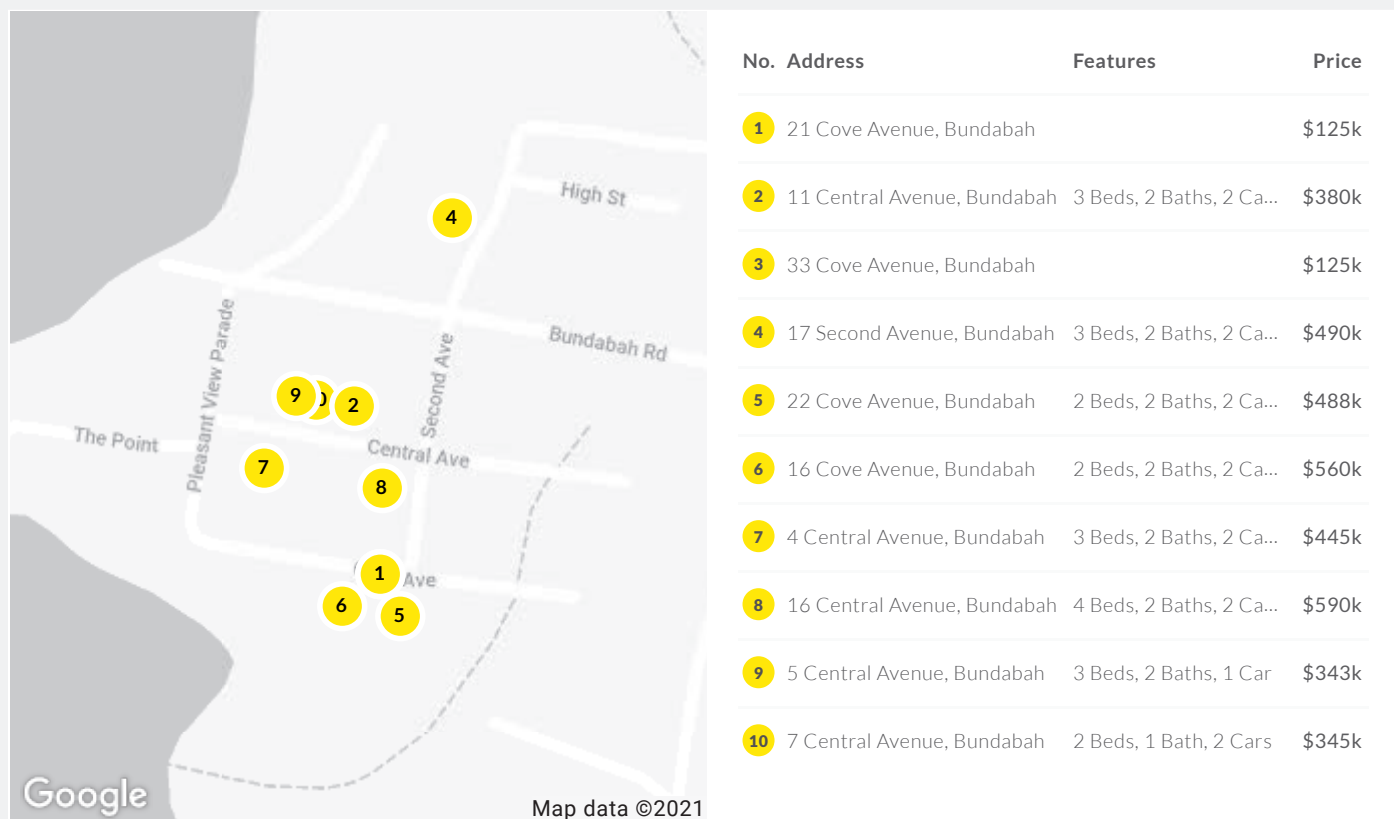 High St
4
Bundabah Rd
Pleasant View Parade
Second Ave
9
2
The Point
Central Ave
7
8
1
Ave
6
5
Google
Map data ©2021
No. Address Features Price
1 21 Cove Avenue, Bundabah $125k
2 11 Central Avenue, Bundabah 3 Beds, 2 Baths, 2 Ca... $380k
3 33 Cove Avenue, Bundabah $125k
4 17 Second Avenue, Bundabah 3 Beds, 2 Baths, 2 Ca... $490k
5 22 Cove Avenue, Bundabah 2 Beds, 2 Baths, 2 Ca... $488k
6 16 Cove Avenue, Bundabah 2 Beds, 2 Baths, 2 Ca... $560k
7 4 Central Avenue, Bundabah 3 Beds, 2 Baths, 2 Ca... $445k
8 16 Central Avenue, Bundabah 4 Beds, 2 Baths, 2 Ca... $590k
9 5 Central Avenue, Bundabah 3 Beds, 2 Baths, 1 Car $343k
10 7 Central Avenue, Bundabah 2 Beds, 1 Bath, 2 Cars $345k